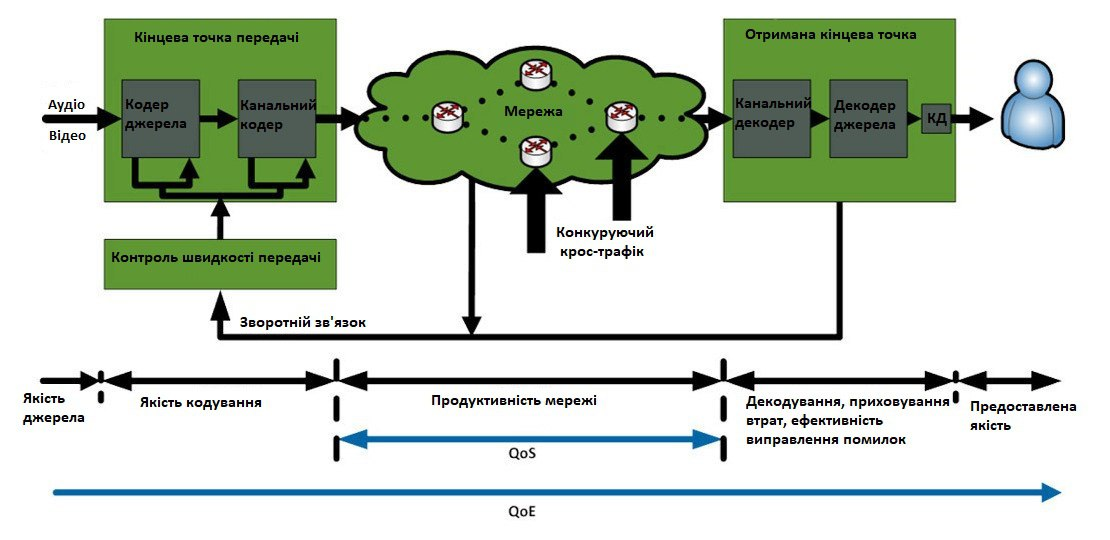 Кінцева точка передачі
Отримана кінцева точка
Аудіо
Відео
Кодер
джерела
Канальний
кодер
Мережа
Канальний
декодер
Декодер
джерела
КД
Конкуруючий
крос-трафік
Контроль швидкості передачі
Зворотній зв'язок
Якість
джерела
Якість кодування
Продуктивність мережі
Декодування, приховування
втрат, ефективність
виправлення помилок
Предоставлена
якість
QoS
QoE